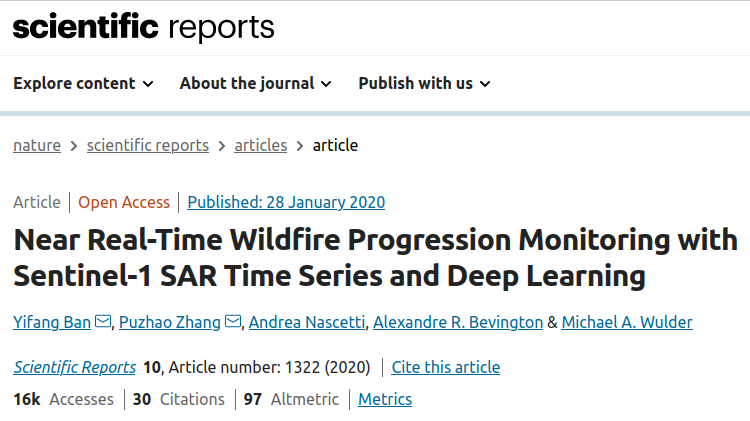 scientific reports
Explore content About the journal Publish with us
nature > scientific reports > articles > article
Article | Open Access | Published: 28 January 2020
Near Real-Time Wildfire Progression Monitoring with
Sentinel-1 SAR Time Series and Deep Learning
Yifang Ban, Puzhao Zhang, Andrea Nascetti, Alexandre R. Bevington & Michael A. Wulder
Scientific Reports 10, Article number: 1322 (2020) | Cite this article
16k Accesses | 30 Citations | 97 Altmetric | Metrics